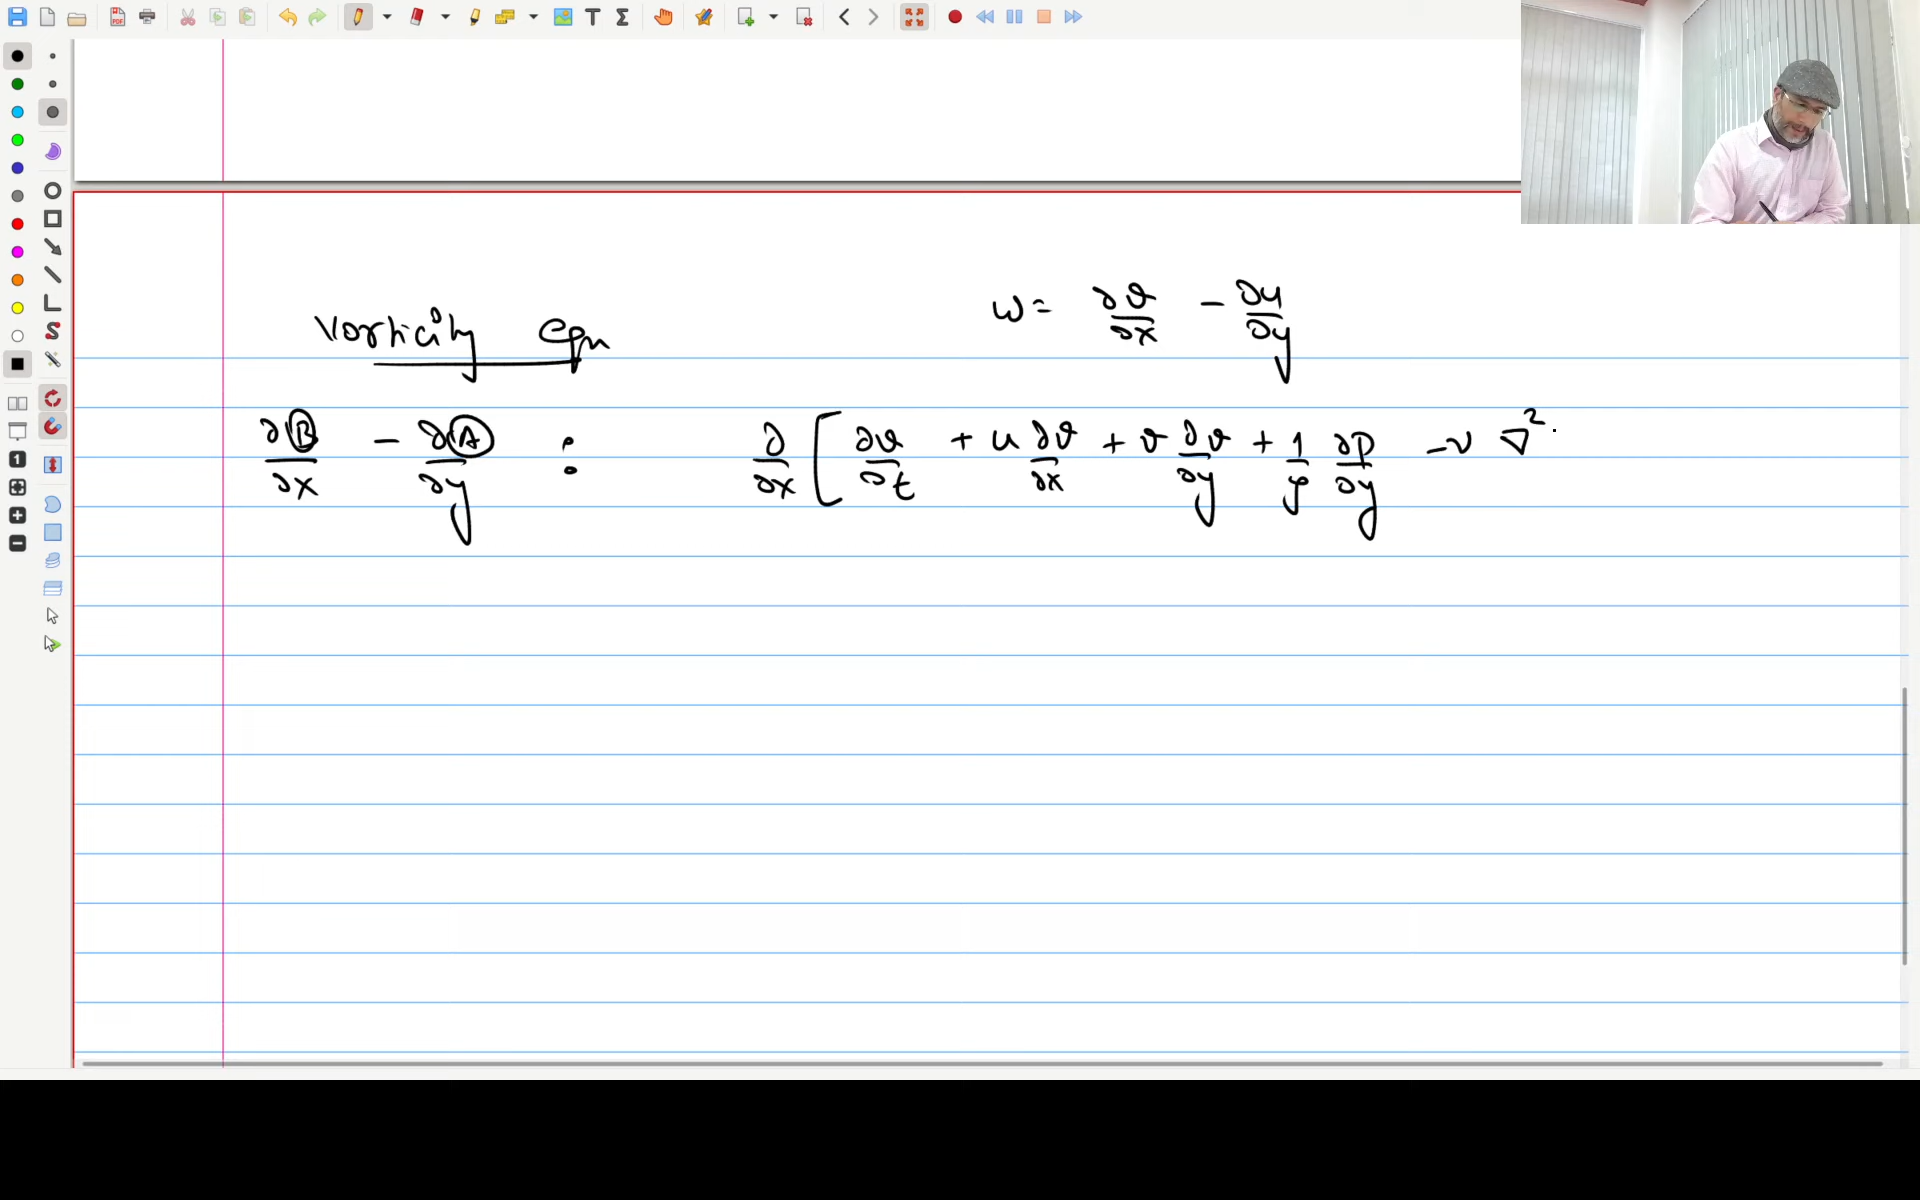 Vorticity eqn
ω = ∂v/∂x − ∂u/∂y
∂Ⓑ/∂x − ∂Ⓐ/∂y : ∂/∂x [ ∂v/∂t + u ∂v/∂x + v ∂v/∂y + 1/ρ ∂p/∂y − ν ∇²